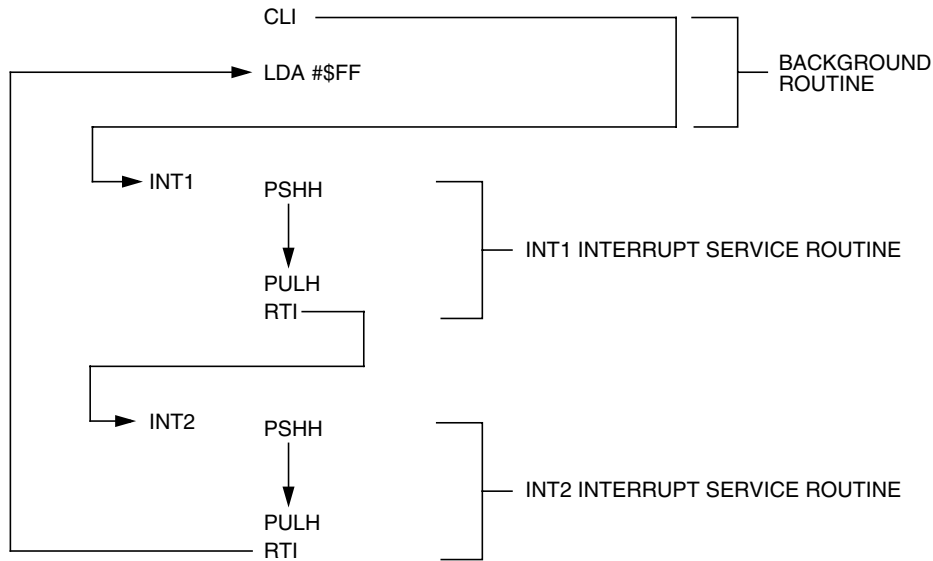 CLI
LDA #$FF
BACKGROUND
ROUTINE
INT1
PSHH
INT1 INTERRUPT SERVICE ROUTINE
PULH
RTI
INT2
PSHH
INT2 INTERRUPT SERVICE ROUTINE
PULH
RTI